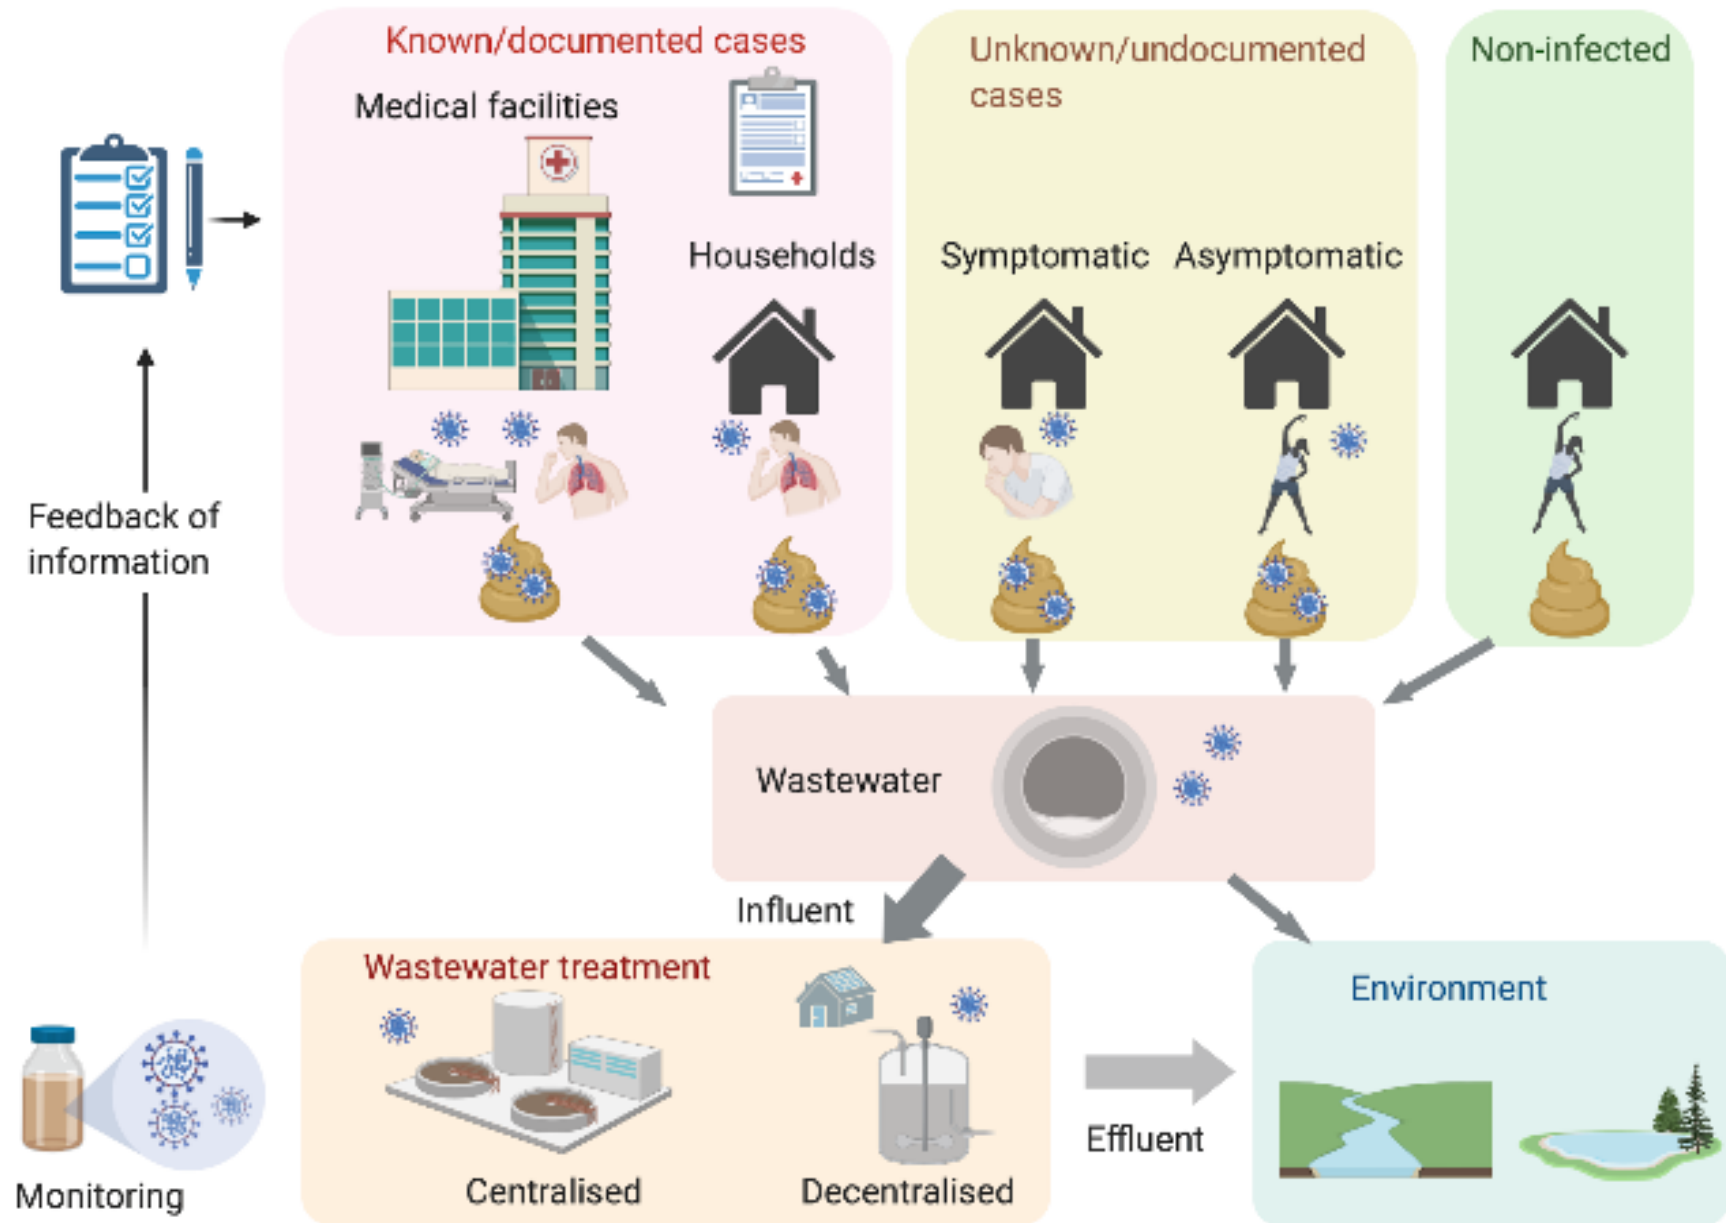 Known/documented cases
Unknown/undocumented
cases
Non-infected
Medical facilities
Households
Symptomatic
Asymptomatic
Feedback of
information
Wastewater
Influent
Wastewater treatment
Environment
Effluent
Monitoring
Centralised
Decentralised